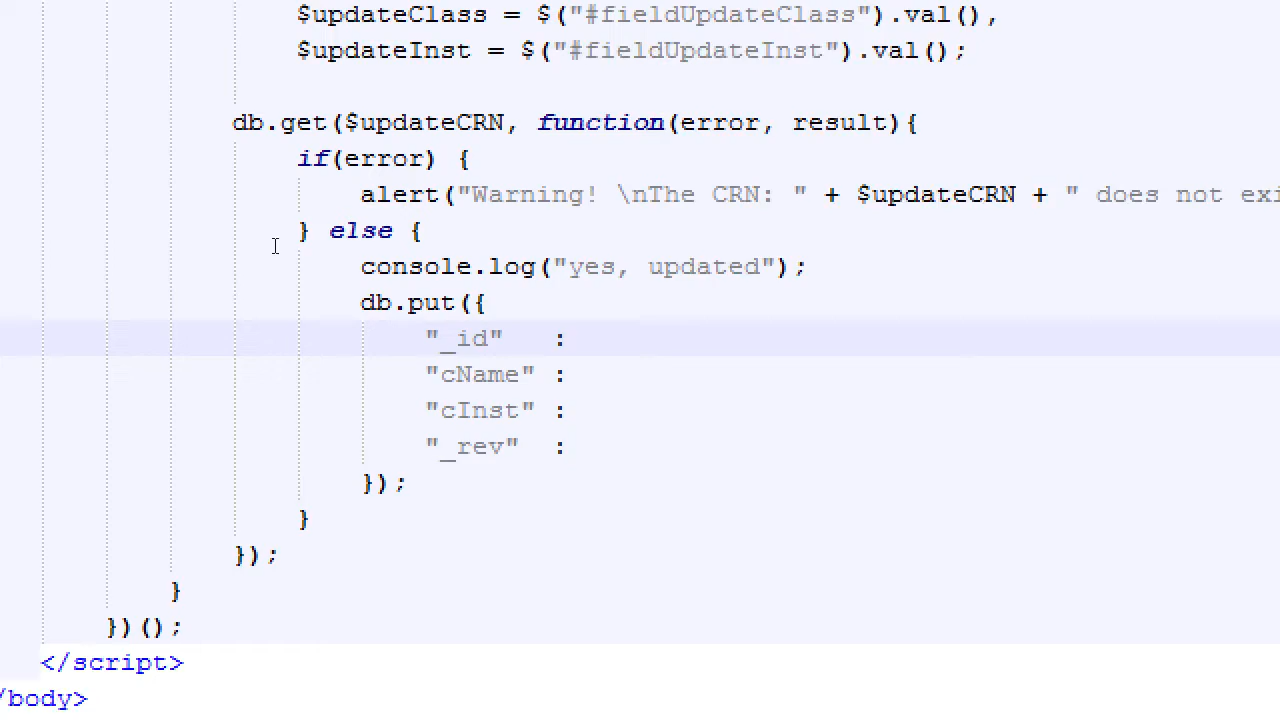 $updateClass = $("#fieldUpdateClass").val(),
$updateInst = $("#fieldUpdateInst").val();
db.get($updateCRN, function(error, result){
if(error) {
alert("Warning! \nThe CRN: " + $updateCRN + " does not exi
} else {
console.log("yes, updated");
db.put({
"_id" :
"cName" :
"cInst" :
"_rev" :
});
}
});
}
})();
</script>
/body>